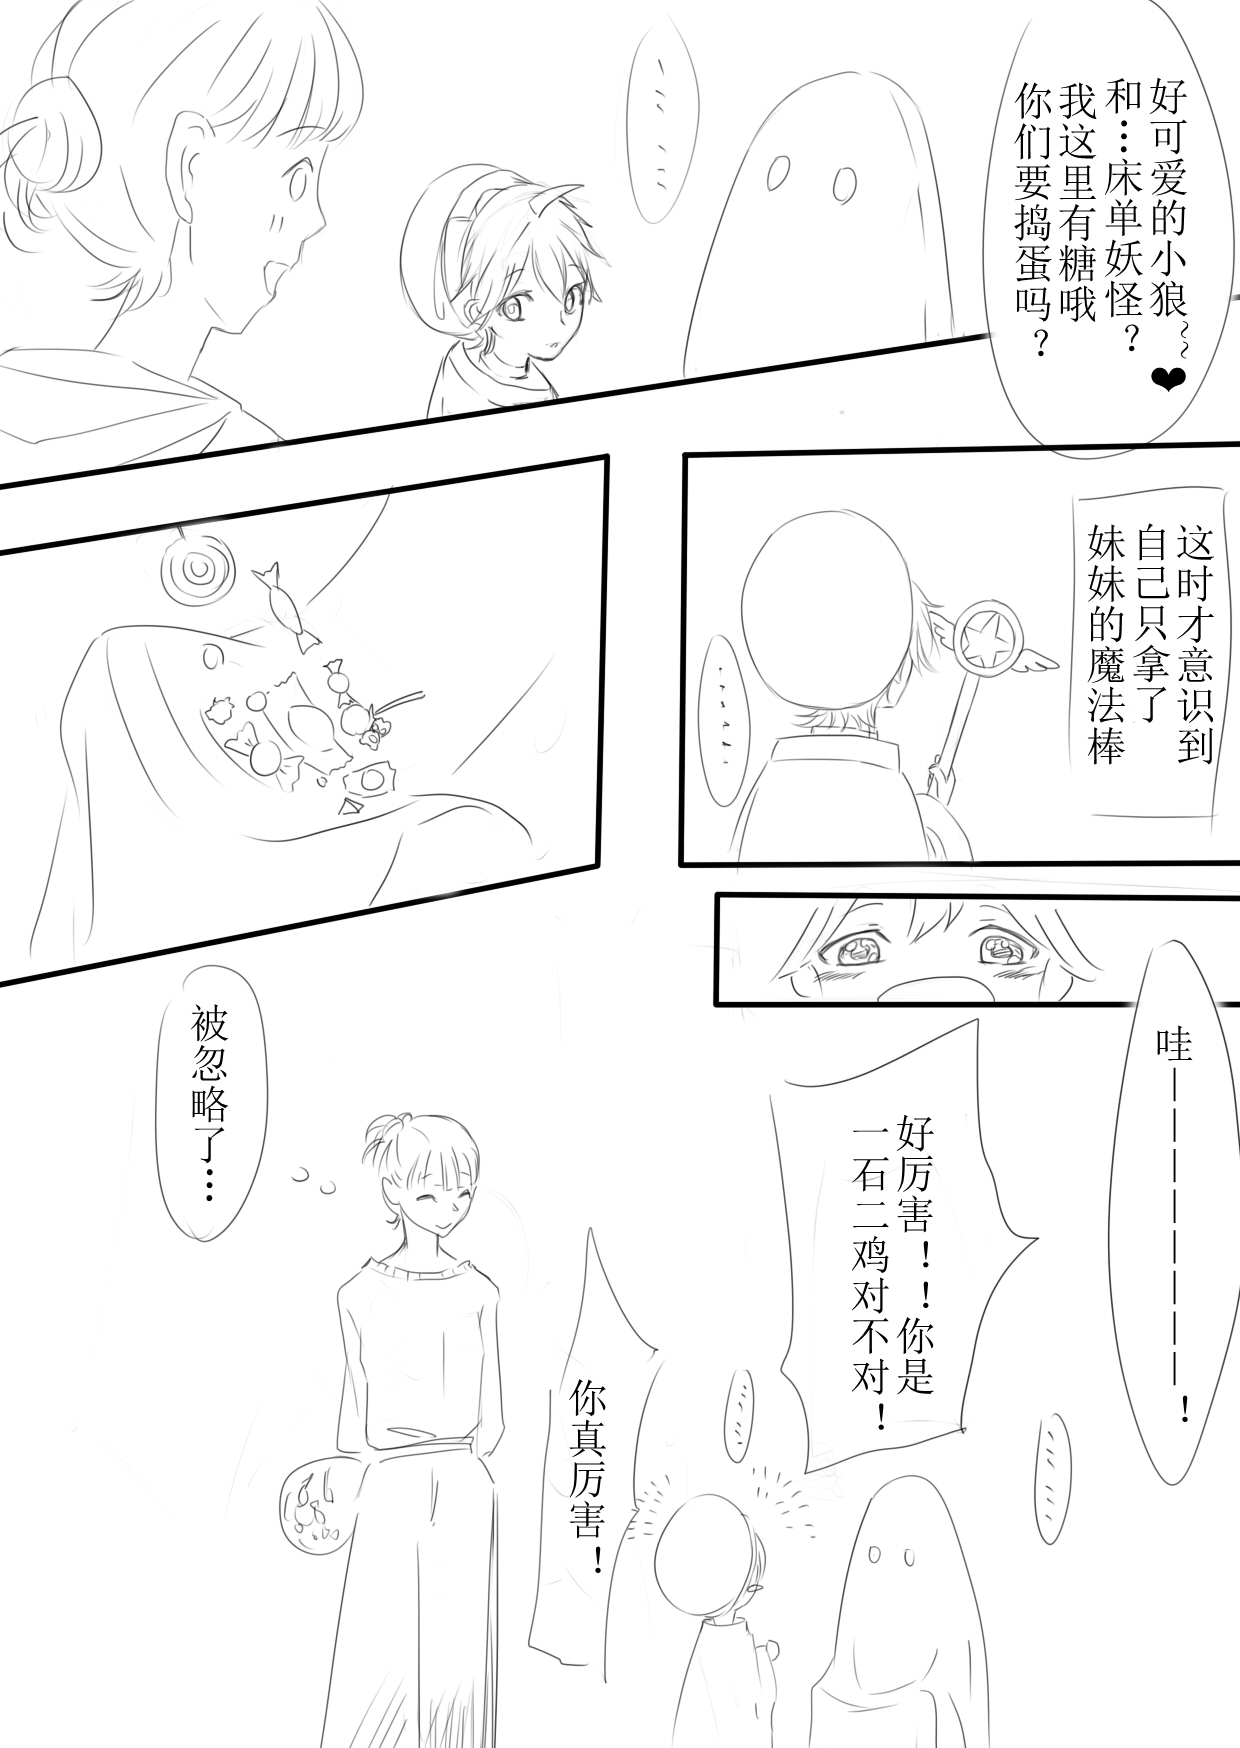 好可爱的小狼~~❤
和…床单妖怪？
我这里有糖哦
你们要捣蛋吗？
……
这时才意识到
自己只拿了
妹妹的魔法棒
……
哇————————！
好厉害！！你是
一石二鸡对不对！
……
……
你真厉害！
被忽略了…